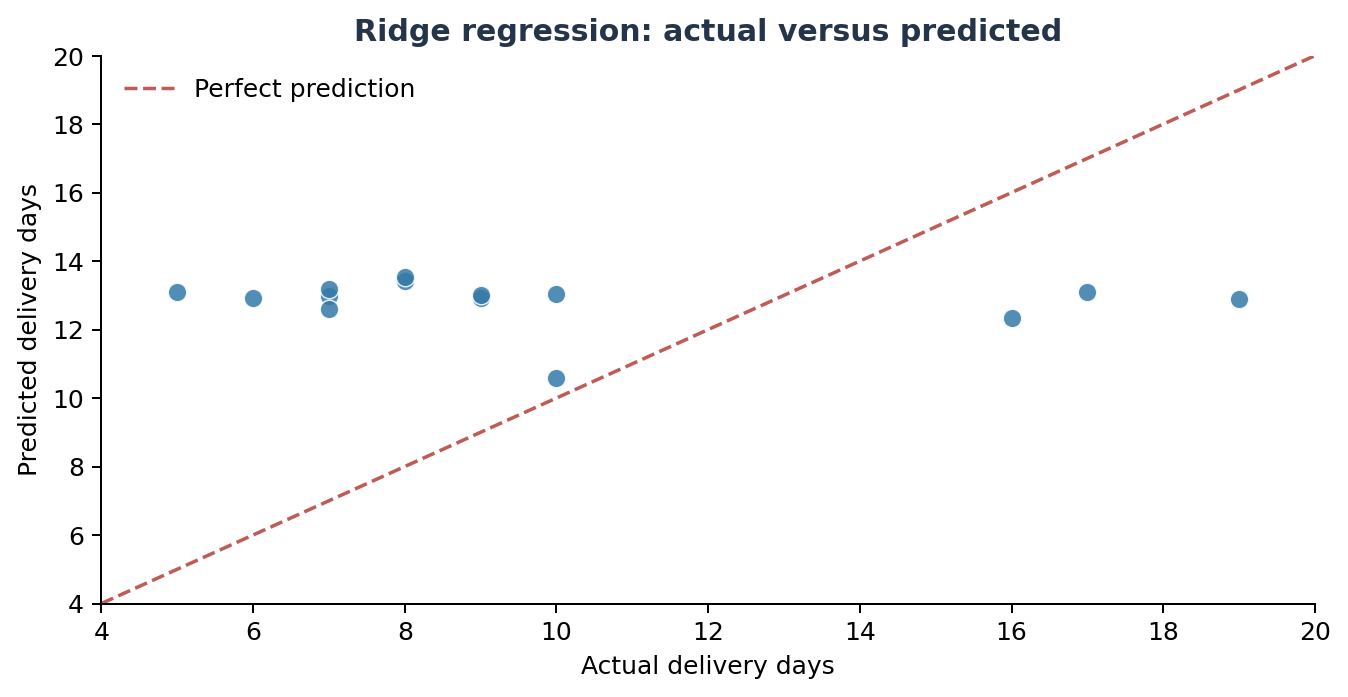 Ridge regression: actual versus predicted
20
Perfect prediction
18
16
14
12
10
8
6
4
Predicted delivery days
4 6 8 10 12 14 16 18 20
Actual delivery days